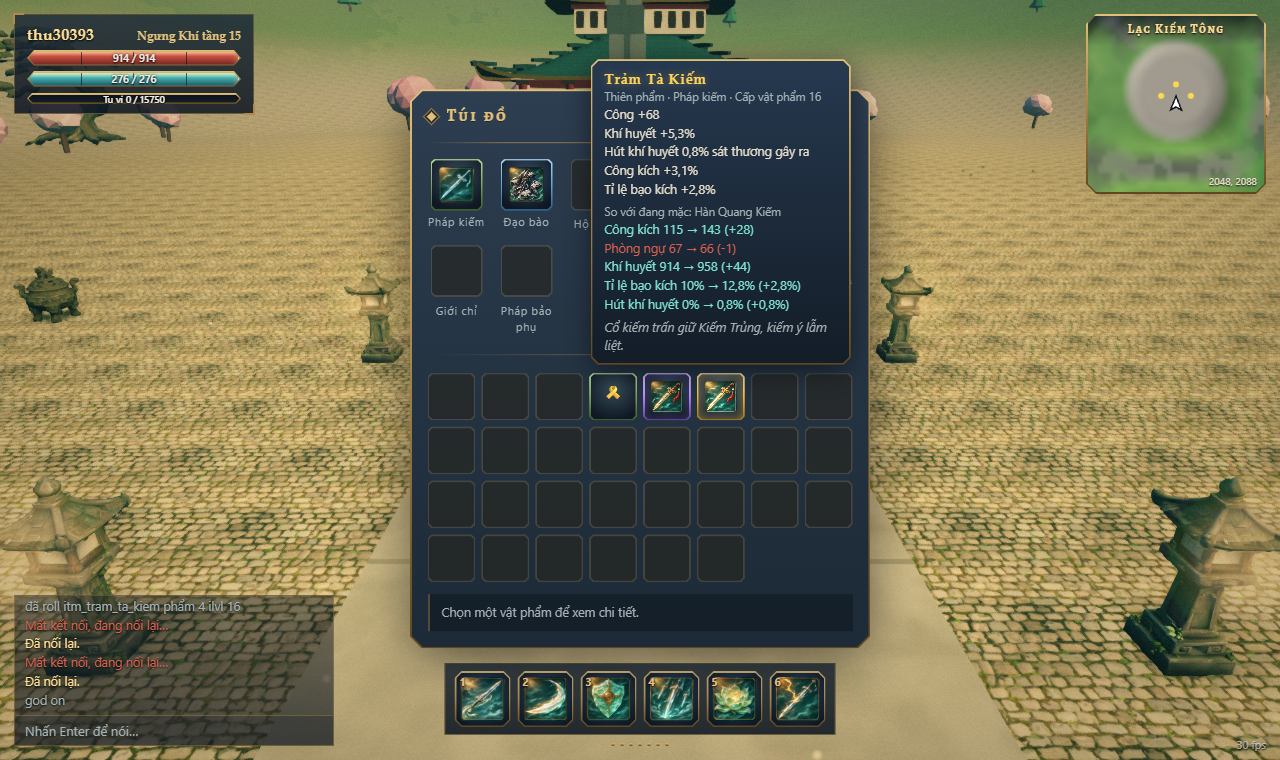 thu30393
Ngưng Khí tầng 15
914 / 914
276 / 276
Tu vi 0 / 15750
LẠC KIẾM TÔNG
2048, 2088
TÚI ĐỒ
Pháp kiếm
Đạo bào
Hộ
Giới chỉ
Pháp bảo
phụ
Trảm Tà Kiếm
Thiên phẩm · Pháp kiếm · Cấp vật phẩm 16
Công +68
Khí huyết +5,3%
Hút khí huyết 0,8% sát thương gây ra
Công kích +3,1%
Tỉ lệ bạo kích +2,8%
So với đang mặc: Hàn Quang Kiếm
Công kích 115 → 143 (+28)
Phòng ngự 67 → 66 (-1)
Khí huyết 914 → 958 (+44)
Tỉ lệ bạo kích 10% → 12,8% (+2,8%)
Hút khí huyết 0% → 0,8% (+0,8%)
Cổ kiếm trấn giữ Kiếm Trủng, kiếm ý lẫm
liệt.
Chọn một vật phẩm để xem chi tiết.
đã roll itm_tram_ta_kiem phẩm 4 ilvl 16
Mất kết nối, đang nối lại...
Đã nối lại.
Mất kết nối, đang nối lại...
Đã nối lại.
god on
Nhấn Enter để nói...
1
2
3
4
5
6
30 fps